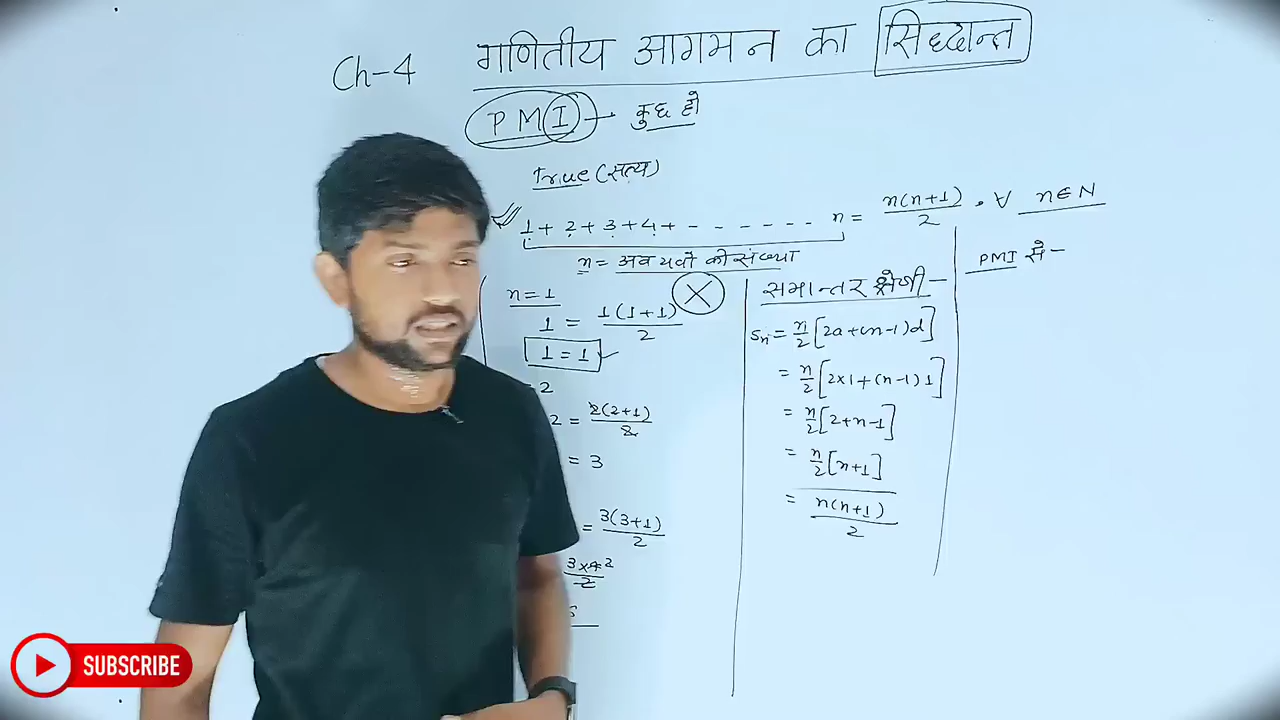 Ch-4 गणितीय आगमन का सिद्धान्त
PMI - कुछ हो
True (सत्य)
1 + 2 + 3 + 4 + - - - - - - n = n(n+1)/2 . ∀ n∈N
n = अवयवों की संख्या
n = 1
1 = 1(1+1)/2
1 = 1
= 2
2 = 2(2+1)/2
= 3
= 3(3+1)/2
3×4 2/2
समान्तर श्रेणी -
Sn = n/2 [2a+(n-1)d]
= n/2 [2×1+(n-1)1]
= n/2 [2+n-1]
= n/2 [n+1]
= n(n+1)/2
PMI से -
SUBSCRIBE